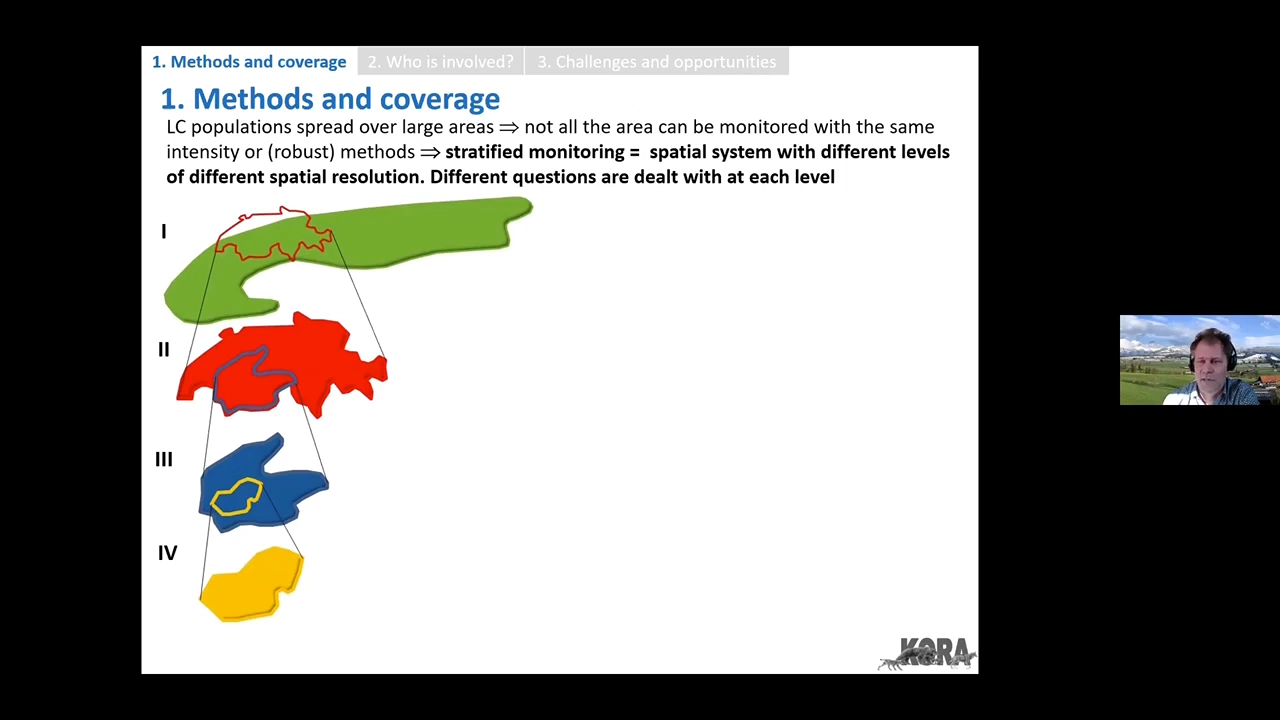 1. Methods and coverage 2. Who is involved? 3. Challenges and opportunities
1. Methods and coverage
LC populations spread over large areas ⇒ not all the area can be monitored with the same
intensity or (robust) methods ⇒ stratified monitoring = spatial system with different levels
of different spatial resolution. Different questions are dealt with at each level
I
II
III
IV
KORA